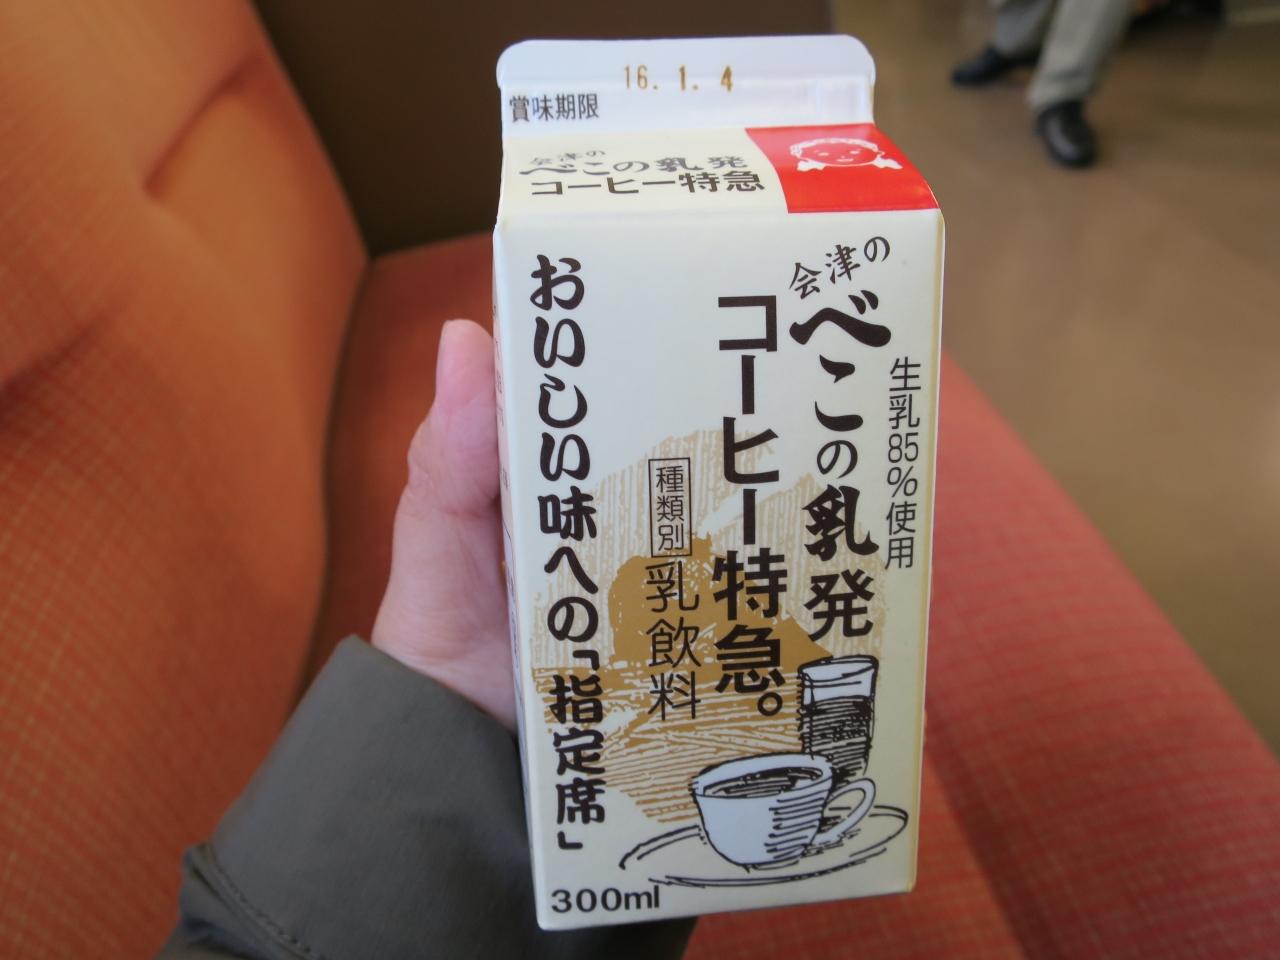 16. 1. 4
賞味期限
会津の
べこの乳発
コーヒー特急
会津の
べこの乳発
生乳85%使用
コーヒー特急。
種類別
乳飲料
おいしい味への「指定席」
300ml